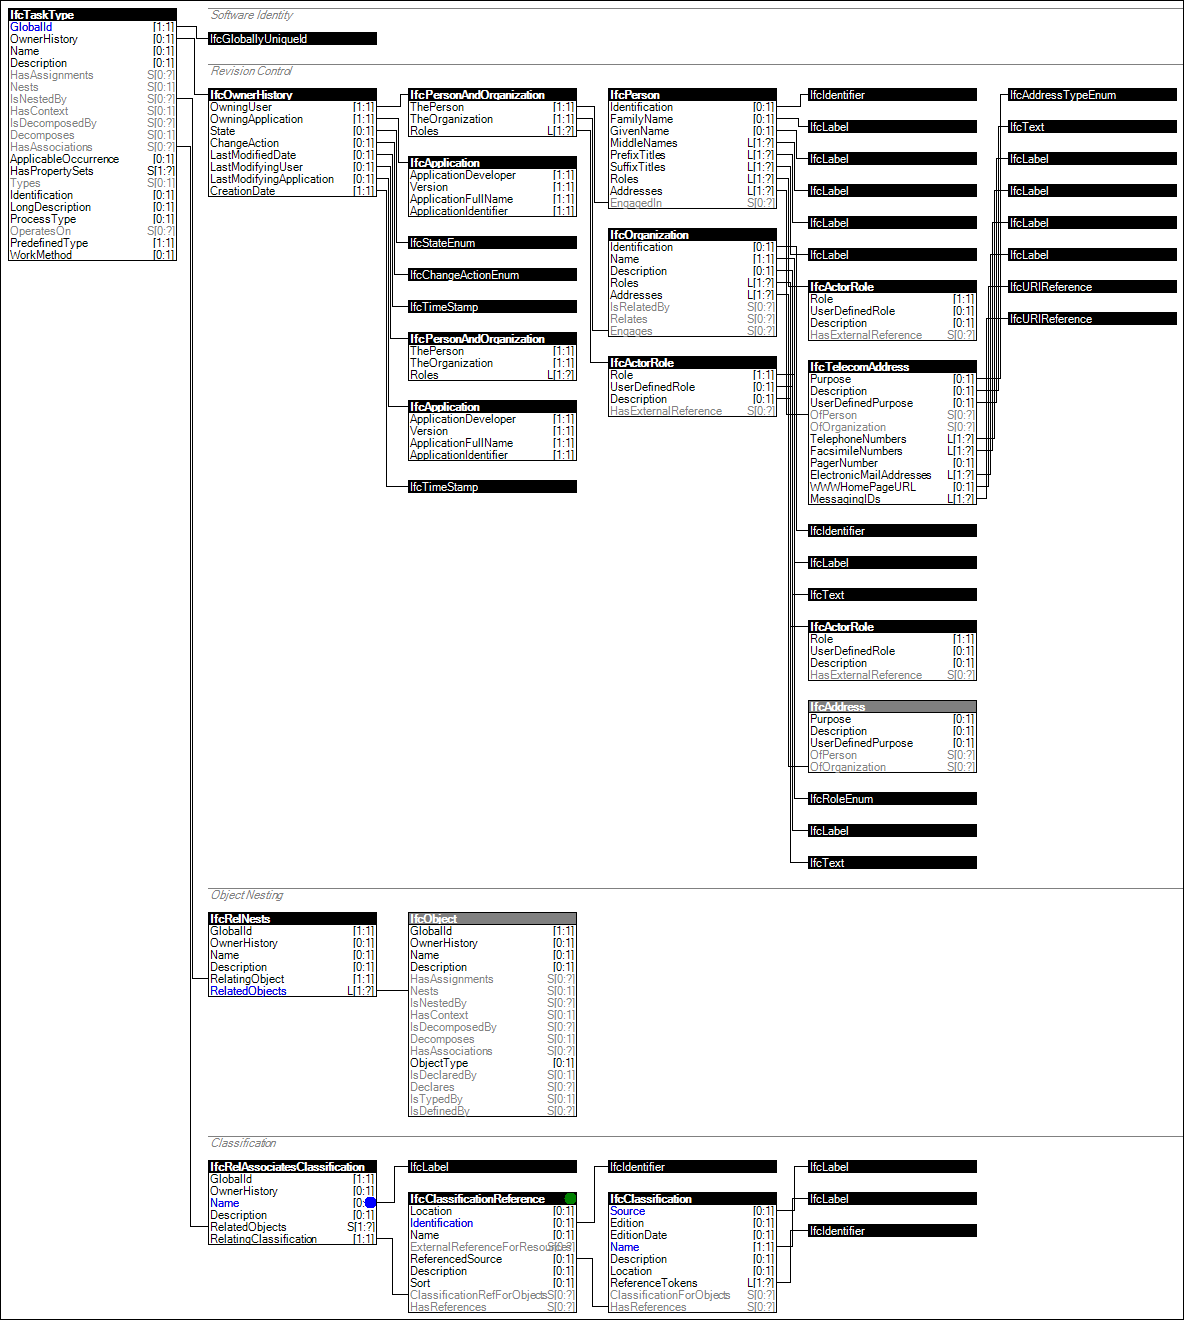 IfcTaskType
GlobalId [1:1]
OwnerHistory [0:1]
Name [0:1]
Description [0:1]
HasAssignments S[0:?]
Nests S[0:1]
IsNestedBy S[0:?]
HasContext S[0:1]
IsDecomposedBy S[0:?]
Decomposes S[0:1]
HasAssociations S[0:?]
ApplicableOccurrence [0:1]
HasPropertySets S[1:?]
Types S[0:1]
Identification [0:1]
LongDescription [0:1]
ProcessType [0:1]
OperatesOn S[0:?]
PredefinedType [1:1]
WorkMethod [0:1]
Software Identity
IfcGloballyUniqueId
Revision Control
IfcOwnerHistory
OwningUser [1:1]
OwningApplication [1:1]
State [0:1]
ChangeAction [0:1]
LastModifiedDate [0:1]
LastModifyingUser [0:1]
LastModifyingApplication [0:1]
CreationDate [1:1]
IfcPersonAndOrganization
ThePerson [1:1]
TheOrganization [1:1]
Roles L[1:?]
IfcApplication
ApplicationDeveloper [1:1]
Version [1:1]
ApplicationFullName [1:1]
ApplicationIdentifier [1:1]
IfcStateEnum
IfcChangeActionEnum
IfcTimeStamp
IfcPersonAndOrganization
ThePerson [1:1]
TheOrganization [1:1]
Roles L[1:?]
IfcApplication
ApplicationDeveloper [1:1]
Version [1:1]
ApplicationFullName [1:1]
ApplicationIdentifier [1:1]
IfcTimeStamp
IfcPerson
Identification [0:1]
FamilyName [0:1]
GivenName [0:1]
MiddleNames L[1:?]
PrefixTitles L[1:?]
SuffixTitles L[1:?]
Roles L[1:?]
Addresses L[1:?]
EngagedIn S[0:?]
IfcOrganization
Identification [0:1]
Name [1:1]
Description [0:1]
Roles L[1:?]
Addresses L[1:?]
IsRelatedBy S[0:?]
Relates S[0:?]
Engages S[0:?]
IfcActorRole
Role [1:1]
UserDefinedRole [0:1]
Description [0:1]
HasExternalReference S[0:?]
IfcIdentifier
IfcLabel
IfcLabel
IfcLabel
IfcLabel
IfcLabel
IfcActorRole
Role [1:1]
UserDefinedRole [0:1]
Description [0:1]
HasExternalReference S[0:?]
IfcTelecomAddress
Purpose [0:1]
Description [0:1]
UserDefinedPurpose [0:1]
OfPerson S[0:?]
OfOrganization S[0:?]
TelephoneNumbers L[1:?]
FacsimileNumbers L[1:?]
PagerNumber [0:1]
ElectronicMailAddresses L[1:?]
WWWHomePageURL [0:1]
MessagingIDs L[1:?]
IfcIdentifier
IfcLabel
IfcText
IfcActorRole
Role [1:1]
UserDefinedRole [0:1]
Description [0:1]
HasExternalReference S[0:?]
IfcAddress
Purpose [0:1]
Description [0:1]
UserDefinedPurpose [0:1]
OfPerson S[0:?]
OfOrganization S[0:?]
IfcRoleEnum
IfcLabel
IfcText
IfcAddressTypeEnum
IfcText
IfcLabel
IfcLabel
IfcLabel
IfcLabel
IfcURIReference
IfcURIReference
Object Nesting
IfcRelNests
GlobalId [1:1]
OwnerHistory [0:1]
Name [0:1]
Description [0:1]
RelatingObject [1:1]
RelatedObjects L[1:?]
IfcObject
GlobalId [1:1]
OwnerHistory [0:1]
Name [0:1]
Description [0:1]
HasAssignments S[0:?]
Nests S[0:1]
IsNestedBy S[0:?]
HasContext S[0:1]
IsDecomposedBy S[0:?]
Decomposes S[0:1]
HasAssociations S[0:?]
ObjectType [0:1]
IsDeclaredBy S[0:1]
Declares S[0:?]
IsTypedBy S[0:1]
IsDefinedBy S[0:?]
Classification
IfcRelAssociatesClassification
GlobalId [1:1]
OwnerHistory [0:1]
Name [0:
Description [0:1]
RelatedObjects S[1:?]
RelatingClassification [1:1]
IfcLabel
IfcClassificationReference
Location [0:1]
Identification [0:1]
Name [0:1]
ExternalReferenceForResources S[0:?]
ReferencedSource [0:1]
Description [0:1]
Sort [0:1]
ClassificationRefForObjects S[0:?]
HasReferences S[0:?]
IfcIdentifier
IfcClassification
Source [0:1]
Edition [0:1]
EditionDate [0:1]
Name [1:1]
Description [0:1]
Location [0:1]
ReferenceTokens L[1:?]
ClassificationForObjects S[0:?]
HasReferences S[0:?]
IfcLabel
IfcLabel
IfcIdentifier